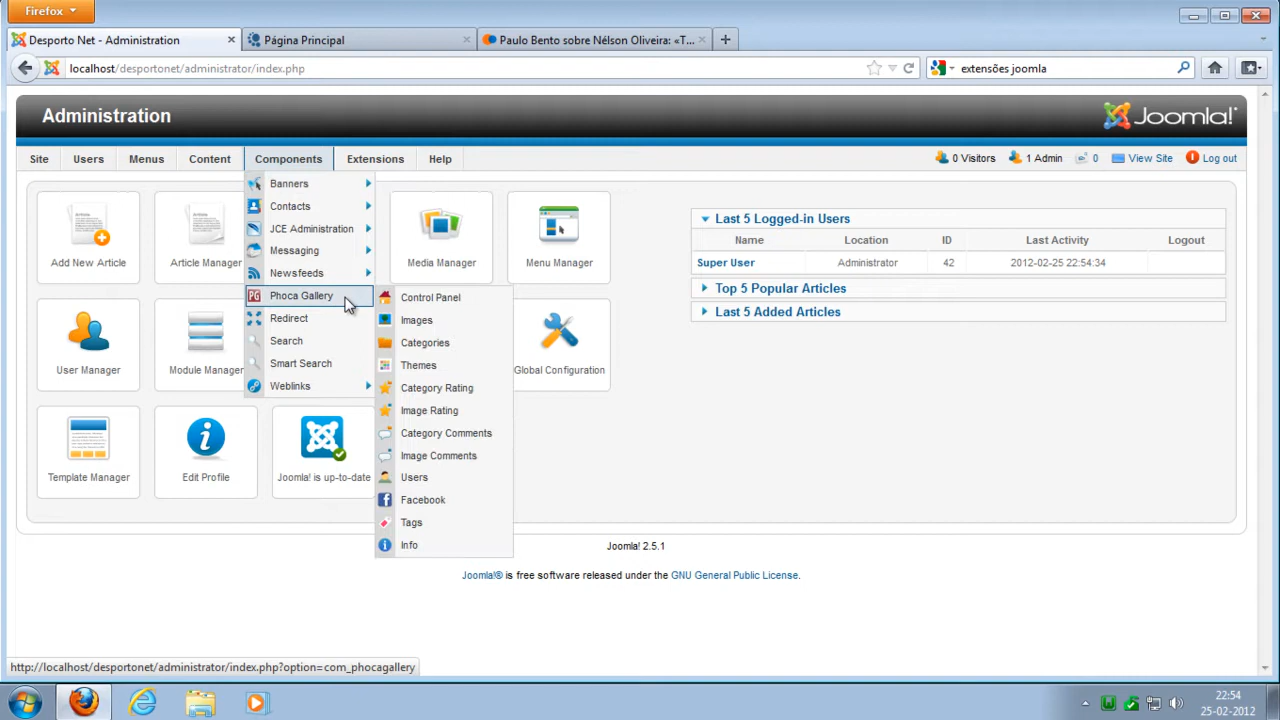 Firefox
Desporto Net - Administration
Página Principal
Paulo Bento sobre Nélson Oliveira: «T...
localhost/desportonet/administrator/index.php
extensões joomla
Administration
Joomla!
Site
Users
Menus
Content
Components
Extensions
Help
0 Visitors
1 Admin
0
View Site
Log out
Banners
Contacts
JCE Administration
Messaging
Newsfeeds
Phoca Gallery
Redirect
Search
Smart Search
Weblinks
Control Panel
Images
Categories
Themes
Category Rating
Image Rating
Category Comments
Image Comments
Users
Facebook
Tags
Info
Add New Article
Article Manager
Media Manager
Menu Manager
User Manager
Module Manager
Global Configuration
Template Manager
Edit Profile
Joomla! is up-to-date
Last 5 Logged-in Users
Name Location ID Last Activity Logout
Super User Administrator 42 2012-02-25 22:54:34
Top 5 Popular Articles
Last 5 Added Articles
Joomla! 2.5.1
Joomla!® is free software released under the GNU General Public License.
http://localhost/desportonet/administrator/index.php?option=com_phocagallery
22:54
25-02-2012